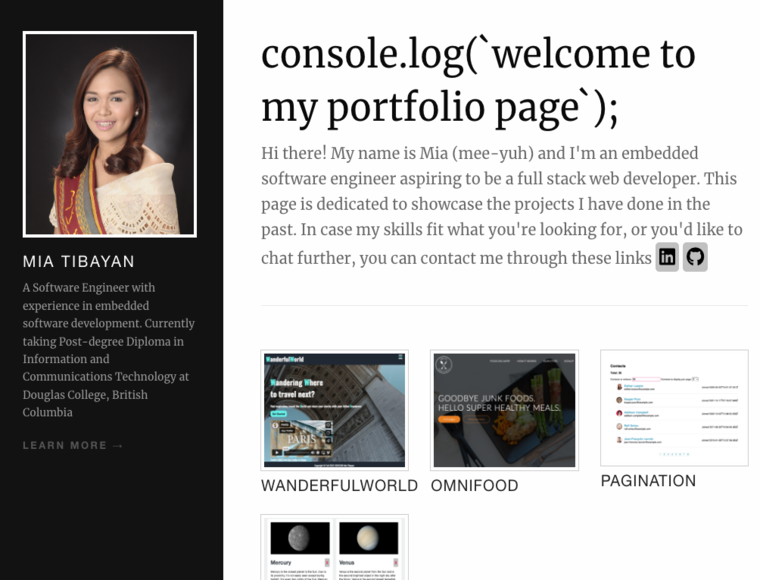 MIA TIBAYAN
A Software Engineer with
experience in embedded
software development. Currently
taking Post-degree Diploma in
Information and
Communications Technology at
Douglas College, British
Columbia
LEARN MORE →
console.log(`welcome to
my portfolio page`);
Hi there! My name is Mia (mee-yuh) and I'm an embedded
software engineer aspiring to be a full stack web developer. This
page is dedicated to showcase the projects I have done in the
past. In case my skills fit what you're looking for, or you'd like to
chat further, you can contact me through these links
WanderfulWorld
Wandering Where
to travel next?
PARIS
WANDERFULWORLD
GOODBYE JUNK FOODS.
HELLO SUPER HEALTHY MEALS.
OMNIFOOD
Contacts
PAGINATION
Mercury
Venus